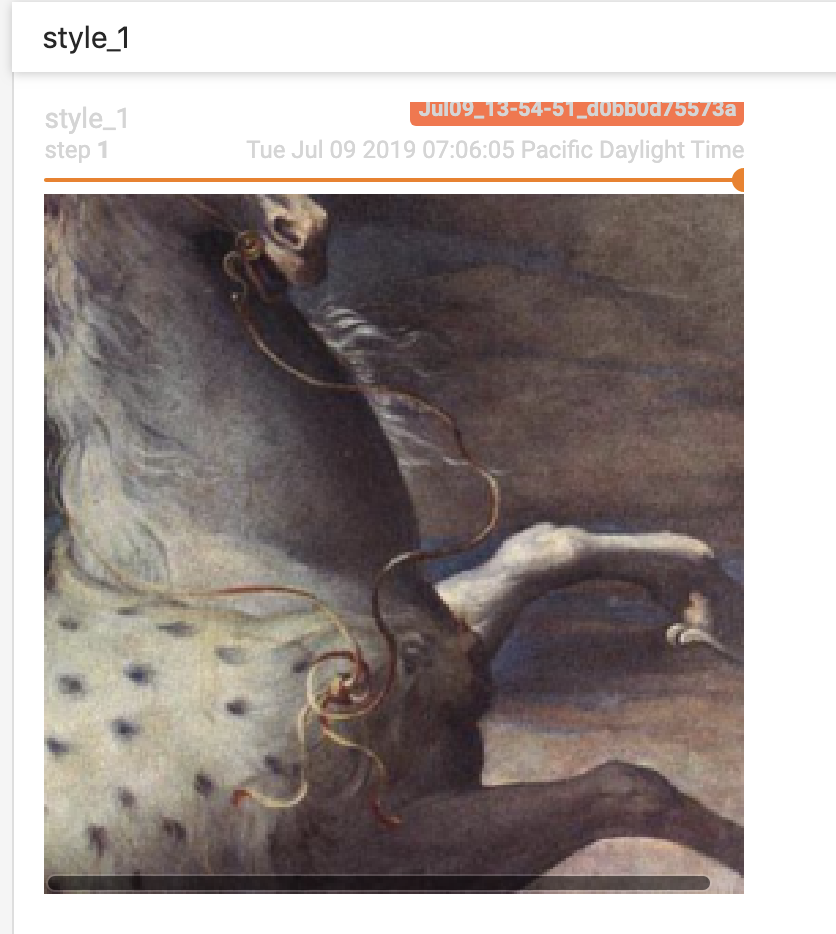 style_1
style_1
Jul09_13-54-51_d0bb0d75573a
step 1
Tue Jul 09 2019 07:06:05 Pacific Daylight Time